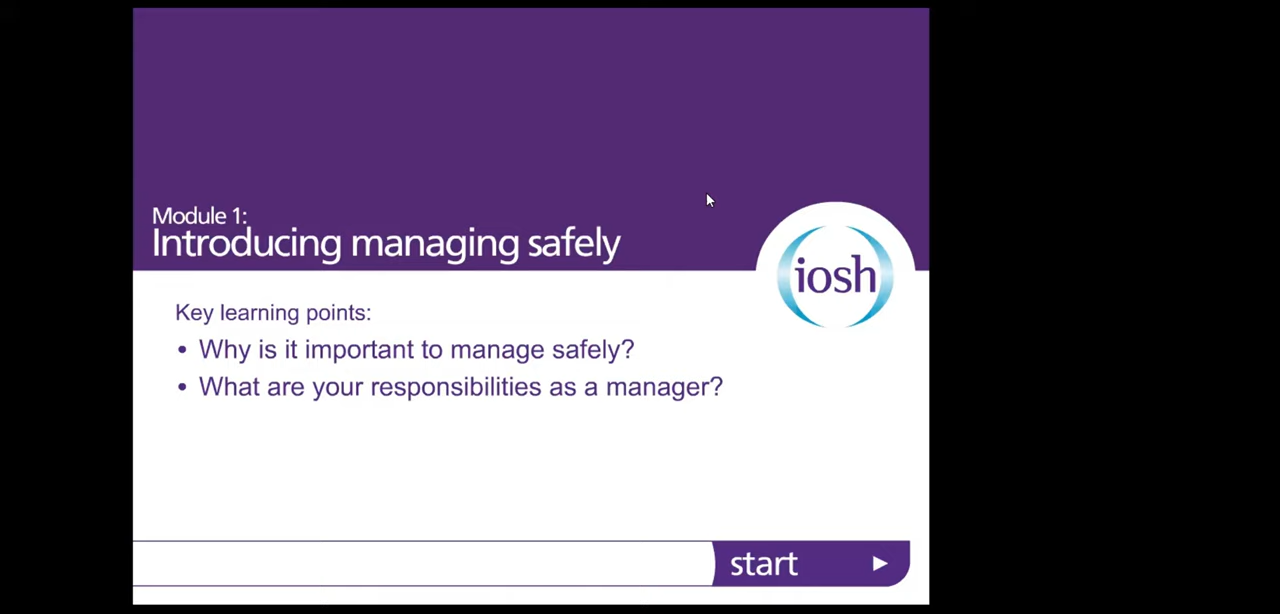 Module 1:
Introducing managing safely
iosh
Key learning points:
• Why is it important to manage safely?
• What are your responsibilities as a manager?
start